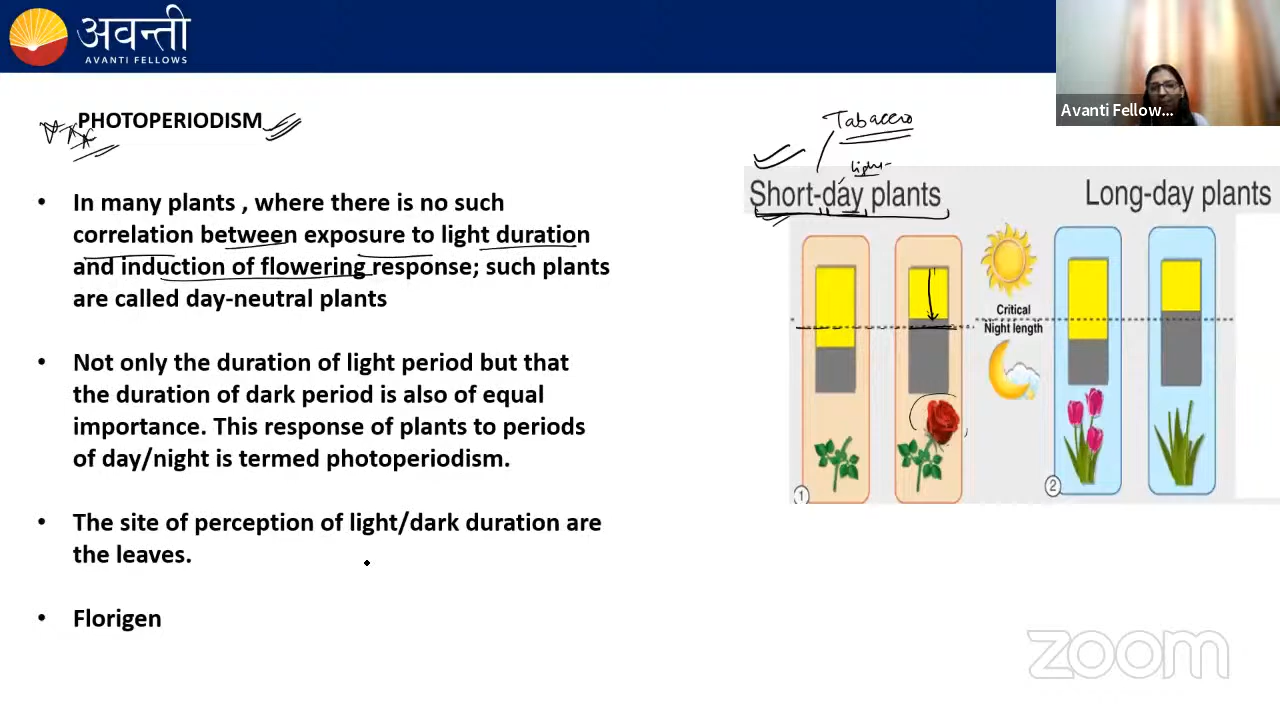 अवन्ती
AVANTI FELLOWS
Avanti Fellow...
PHOTOPERIODISM
• In many plants , where there is no such
correlation between exposure to light duration
and induction of flowering response; such plants
are called day-neutral plants
• Not only the duration of light period but that
the duration of dark period is also of equal
importance. This response of plants to periods
of day/night is termed photoperiodism.
• The site of perception of light/dark duration are
the leaves.
• Florigen
Tabacero
light
Short-day plants
Long-day plants
Critical
Night length
1
2
zoom